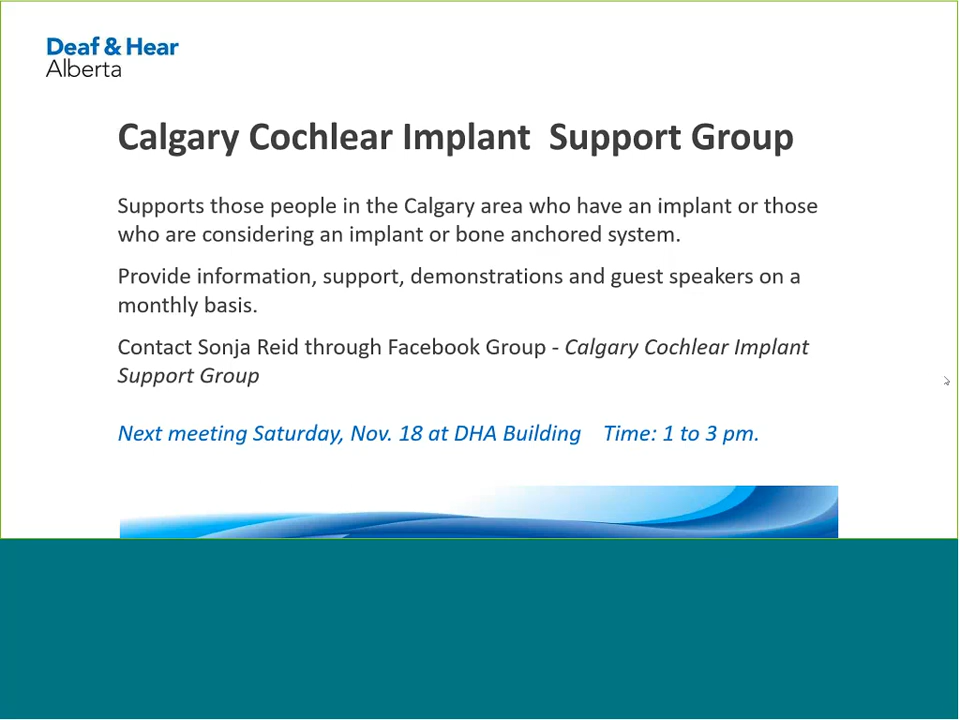 Deaf & Hear
Alberta
Calgary Cochlear Implant  Support Group
Supports those people in the Calgary area who have an implant or those
who are considering an implant or bone anchored system.
Provide information, support, demonstrations and guest speakers on a
monthly basis.
Contact Sonja Reid through Facebook Group - Calgary Cochlear Implant
Support Group
Next meeting Saturday, Nov. 18 at DHA Building    Time: 1 to 3 pm.